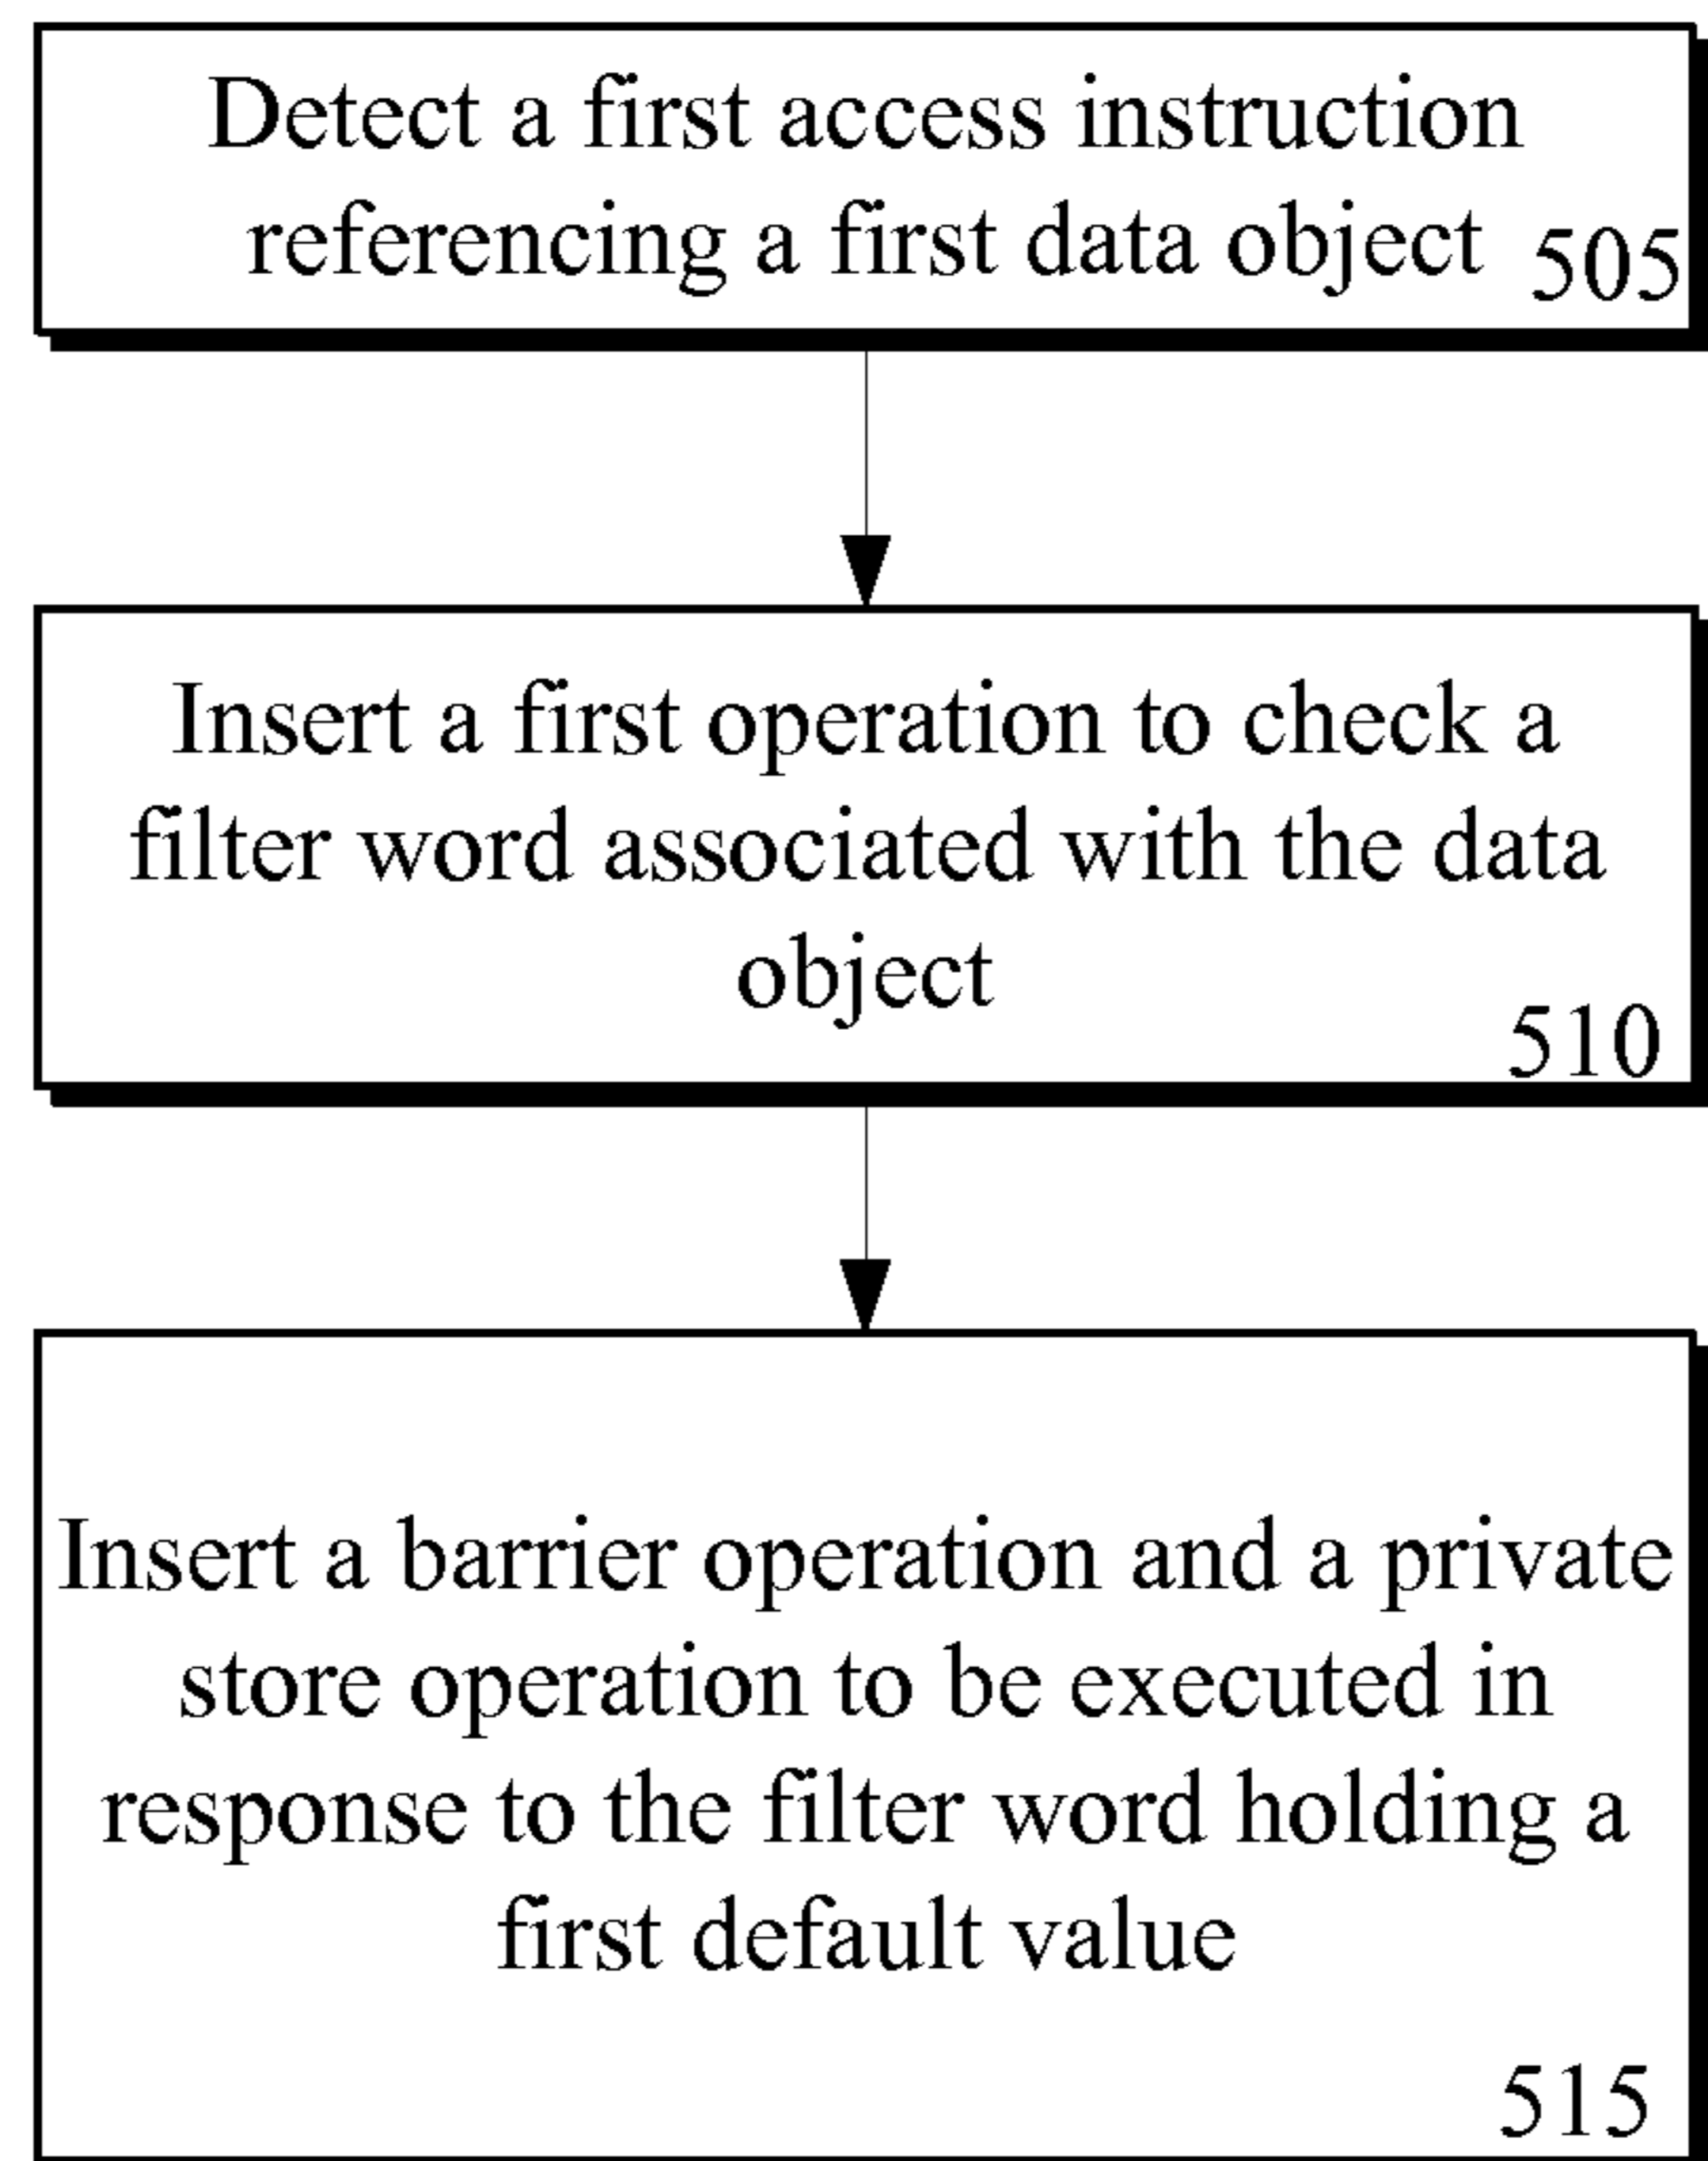 Detect a first access instruction
referencing a first data object 505
Insert a first operation to check a
filter word associated with the data
object
510
Insert a barrier operation and a private
store operation to be executed in
response to the filter word holding a
first default value
515